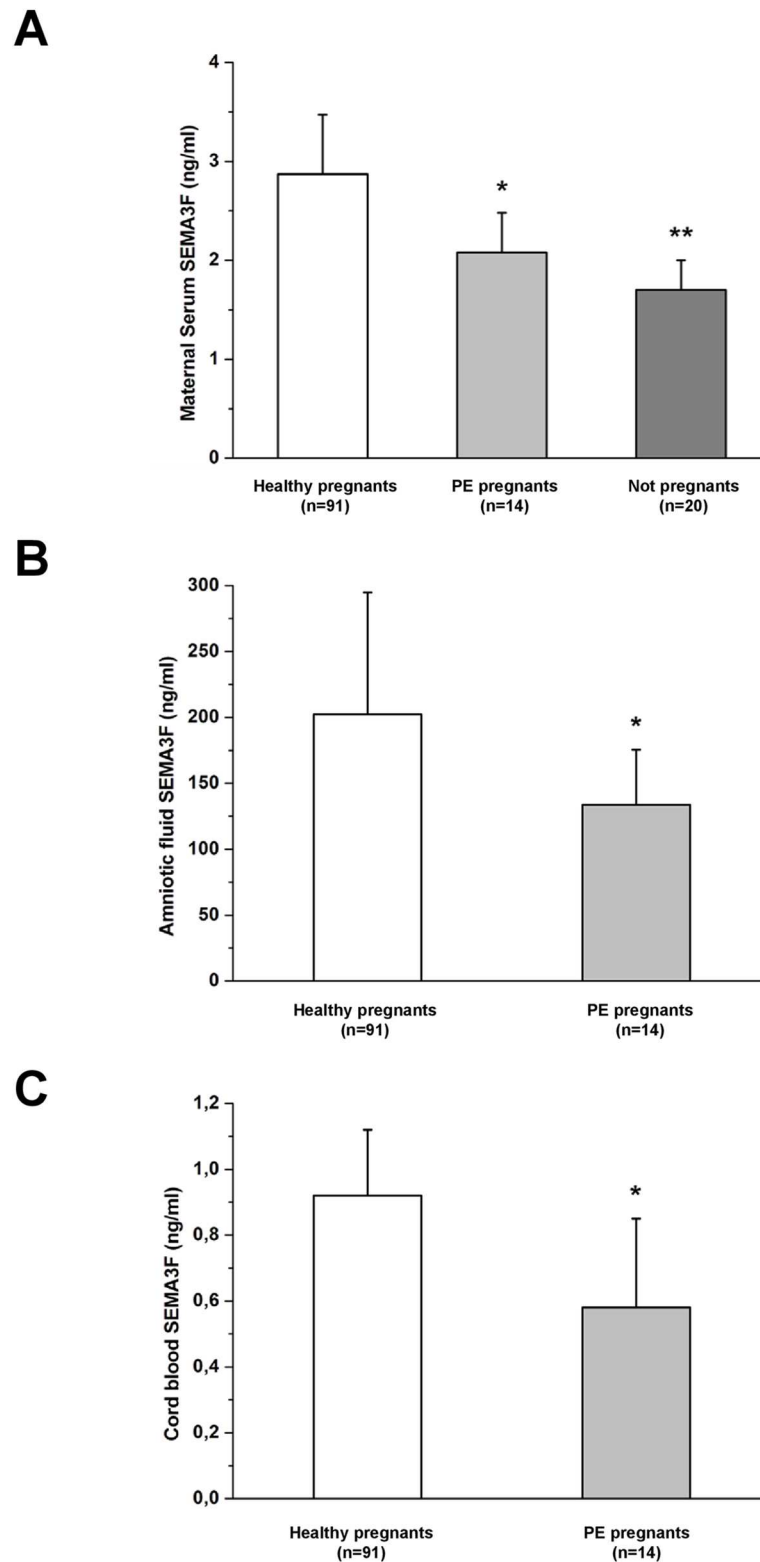 A
Maternal Serum SEMA3F (ng/ml)
4
3
2
1
0
*
**
Healthy pregnants
(n=91)
PE pregnants
(n=14)
Not pregnants
(n=20)
B
Amniotic fluid SEMA3F (ng/ml)
300
250
200
150
100
50
0
*
Healthy pregnants
(n=91)
PE pregnants
(n=14)
C
Cord blood SEMA3F (ng/ml)
1,2
1,0
0,8
0,6
0,4
0,2
0,0
*
Healthy pregnants
(n=91)
PE pregnants
(n=14)